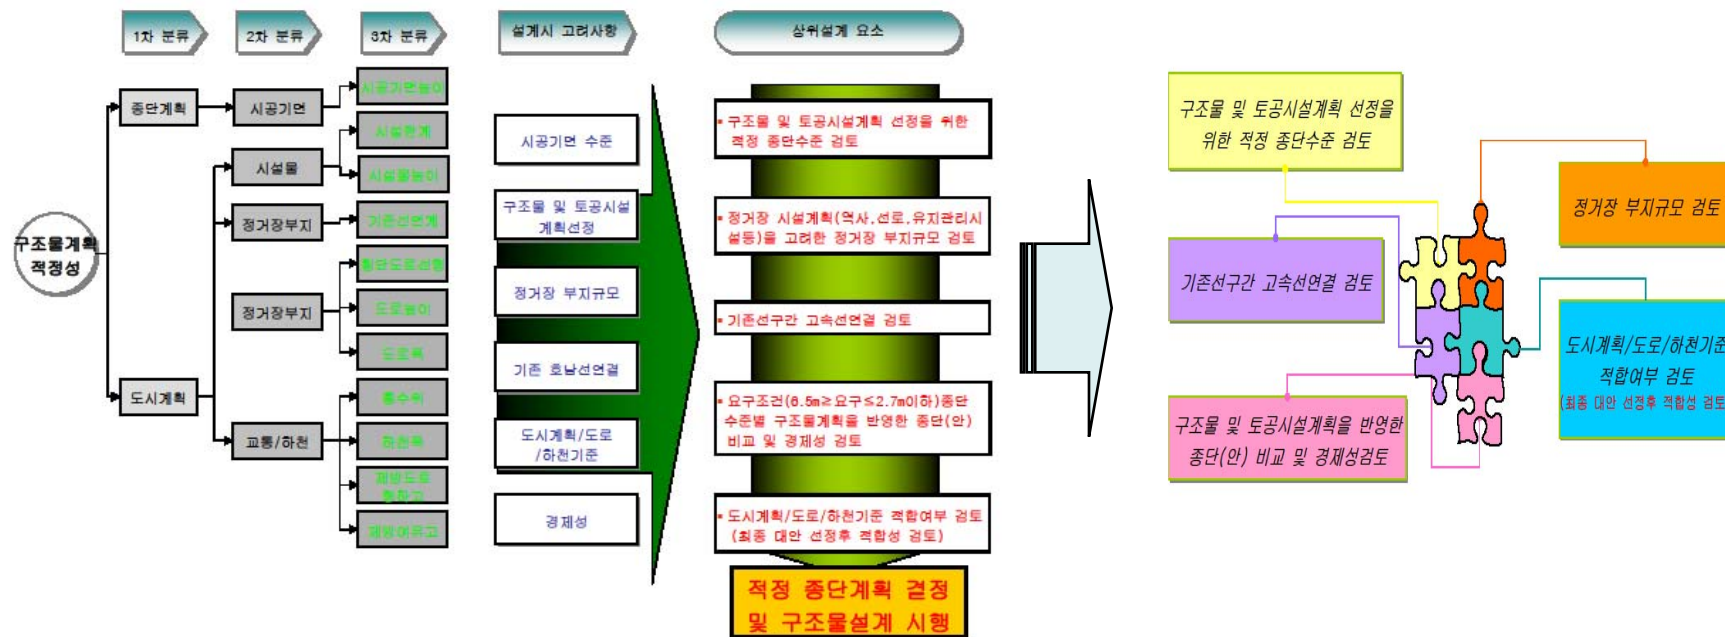 1차 분류
2차 분류
3차 분류
설계시 고려사항
상위설계 요소
구조물계획
적정성
종단계획
도시계획
시공기면
시설물
정거장부지
정거장부지
교통/하천
시공기면높이
시설한계
시설물높이
기존선연계
횡단도로선형
도로높이
도로폭
홍수위
하천폭
제방도로
형하고
제방여유고
시공기면 수준
구조물 및 토공시설
계획선정
정거장 부지규모
기존 호남선연결
도시계획/도로
/하천기준
경제성
▪ 구조물 및 토공시설계획 선정을 위한
적정 종단수준 검토
▪ 정거장 시설계획(역사,선로,유지관리시
설등)을 고려한 정거장 부지규모 검토
▪ 기존선구간 고속선연결 검토
▪ 요구조건(6.5m≥요구≤2.7m이하)종단
수준별 구조물계획을 반영한 종단(안)
비교 및 경제성 검토
▪ 도시계획/도로/하천기준 적합여부 검토
(최종 대안 선정후 적합성 검토)
적정 종단계획 결정
및 구조물설계 시행
구조물 및 토공시설계획 선정을
위한 적정 종단수준 검토
정거장 부지규모 검토
기존선구간 고속선연결 검토
도시계획/도로/하천기준
적합여부 검토
(최종 대안 선정후 적합성 검토
구조물 및 토공시설계획을 반영한
종단(안) 비교 및 경제성검토